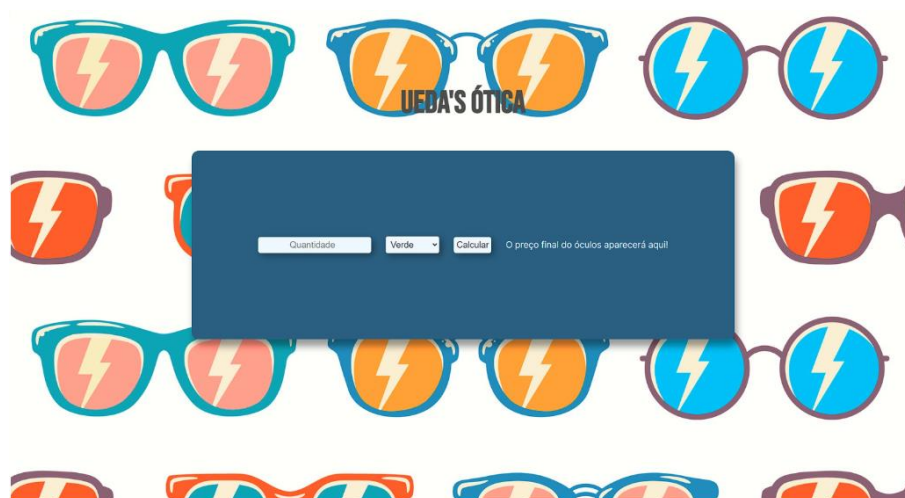 UEDA'S ÓTICA
Quantidade Verde Calcular O preço final do óculos aparecerá aqui!